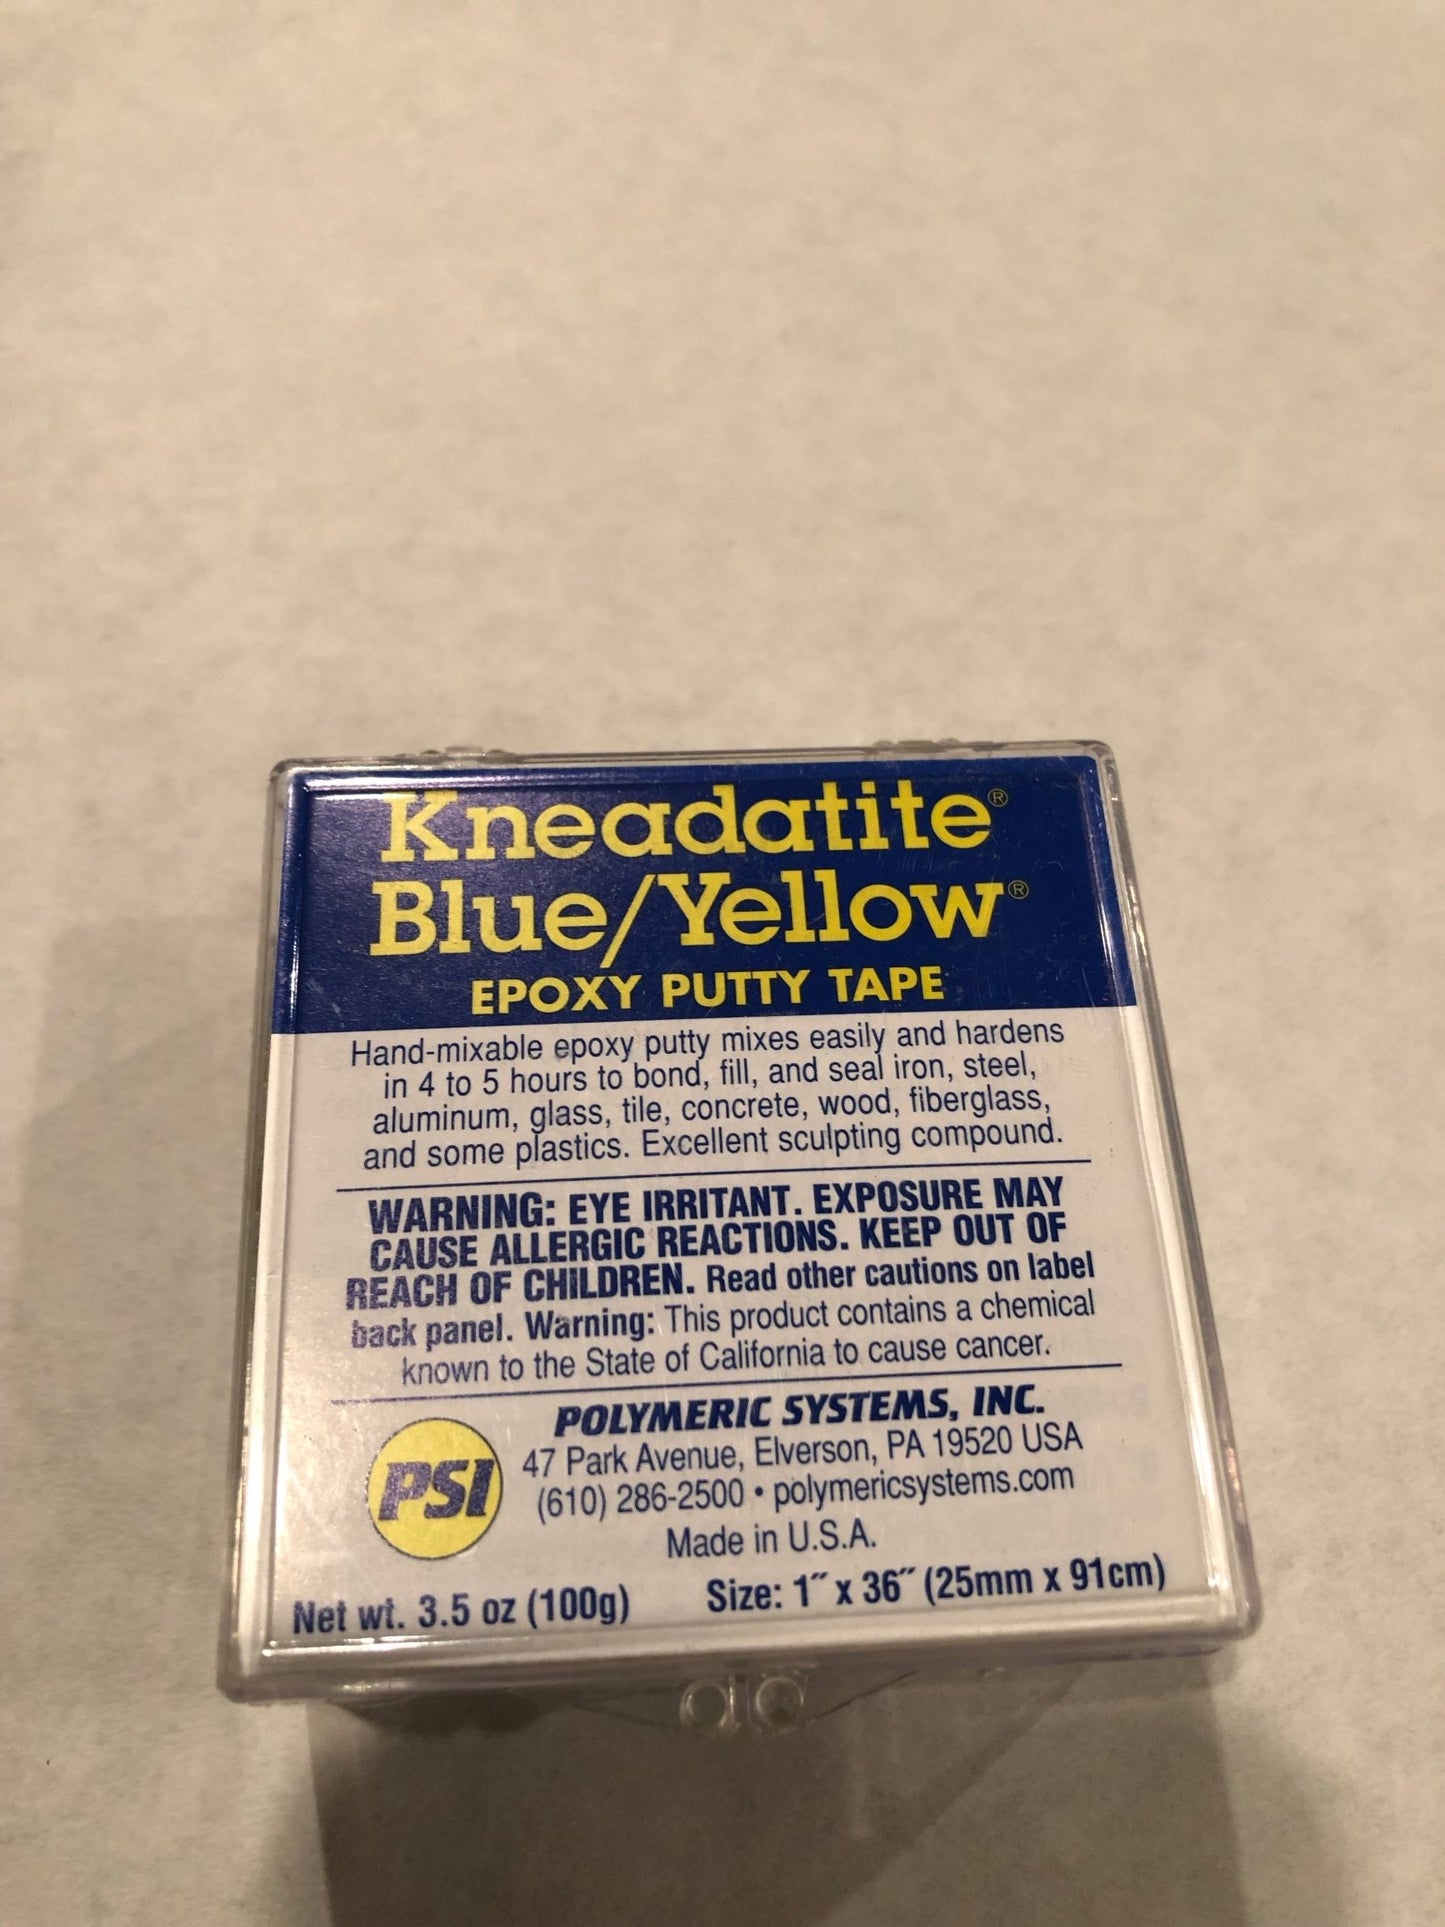 Kneadatite®
Blue/Yellow®
EPOXY PUTTY TAPE
Hand-mixable epoxy putty mixes easily and hardens
in 4 to 5 hours to bond, fill, and seal iron, steel,
aluminum, glass, tile, concrete, wood, fiberglass,
and some plastics. Excellent sculpting compound.
WARNING: EYE IRRITANT. EXPOSURE MAY
CAUSE ALLERGIC REACTIONS. KEEP OUT OF
REACH OF CHILDREN. Read other cautions on label
back panel. Warning: This product contains a chemical
known to the State of California to cause cancer.
PSI
POLYMERIC SYSTEMS, INC.
47 Park Avenue, Elverson, PA 19520 USA
(610) 286-2500 • polymericsystems.com
Made in U.S.A.
Net wt. 3.5 oz (100g) Size: 1″ x 36″ (25mm x 91cm)